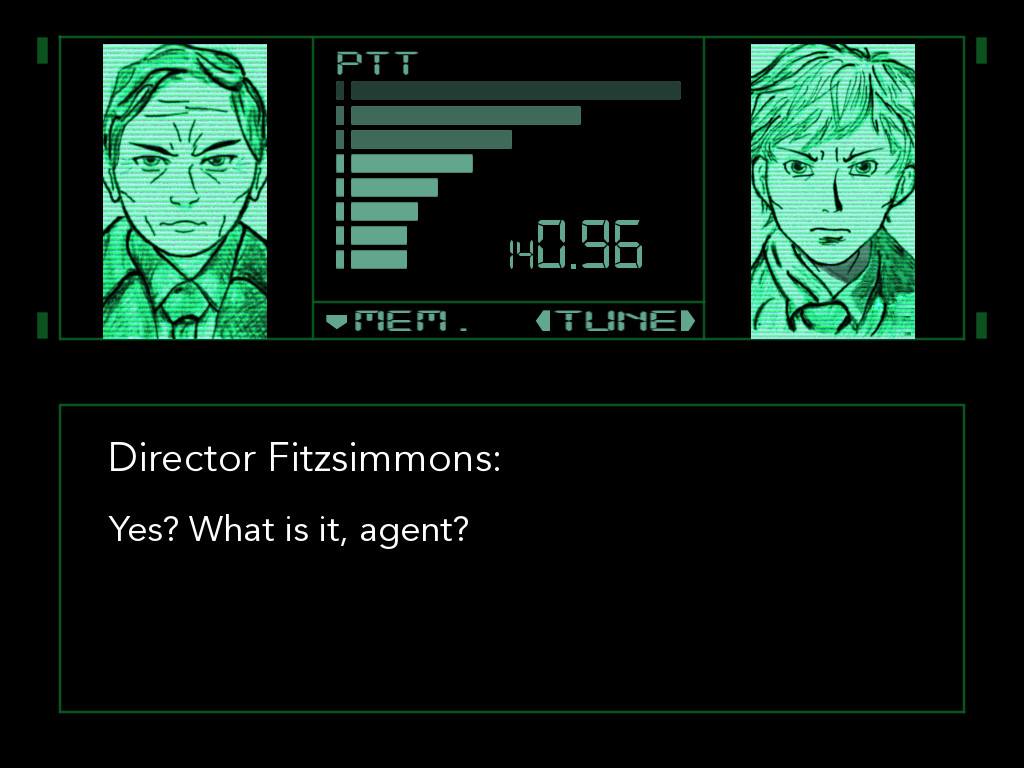 PTT
140.96
MEM.
TUNE
Director Fitzsimmons:
Yes? What is it, agent?